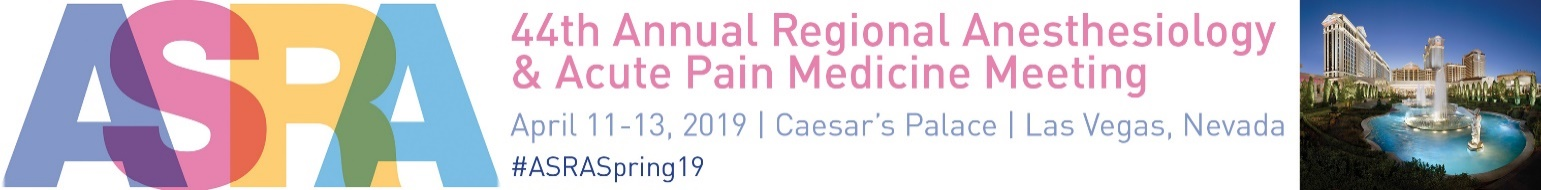 ASRA
44th Annual Regional Anesthesiology
& Acute Pain Medicine Meeting
April 11-13, 2019 | Caesar's Palace | Las Vegas, Nevada
#ASRASpring19